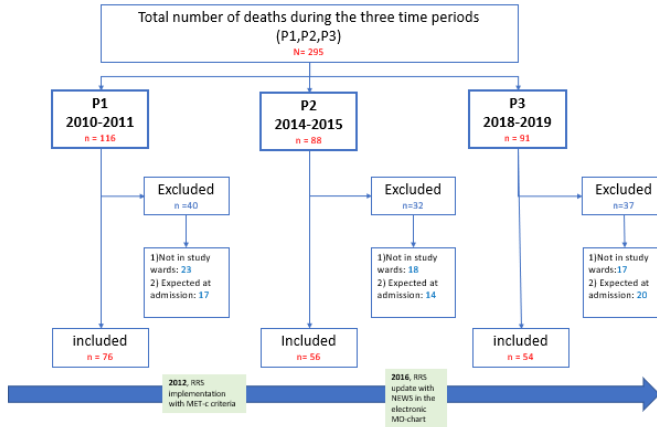 Total number of deaths during the three time periods
(P1,P2,P3)
N= 295
P1
2010-2011
n = 116
P2
2014-2015
n = 88
P3
2018-2019
n = 91
Excluded
n =40
Excluded
n=32
Excluded
n=37
1)Not in study
wards: 23
2) Expected at
admission: 17
1)Not in study
wards: 18
2) Expected at
admission: 14
1)Not in study
wards:17
2) Expected at
admission: 20
included
n = 76
Included
n =56
included
n = 54
2012, RRS
implementation
with MET-c criteria
2016, RRS
update with
NEWS in the
electronic
MO-chart